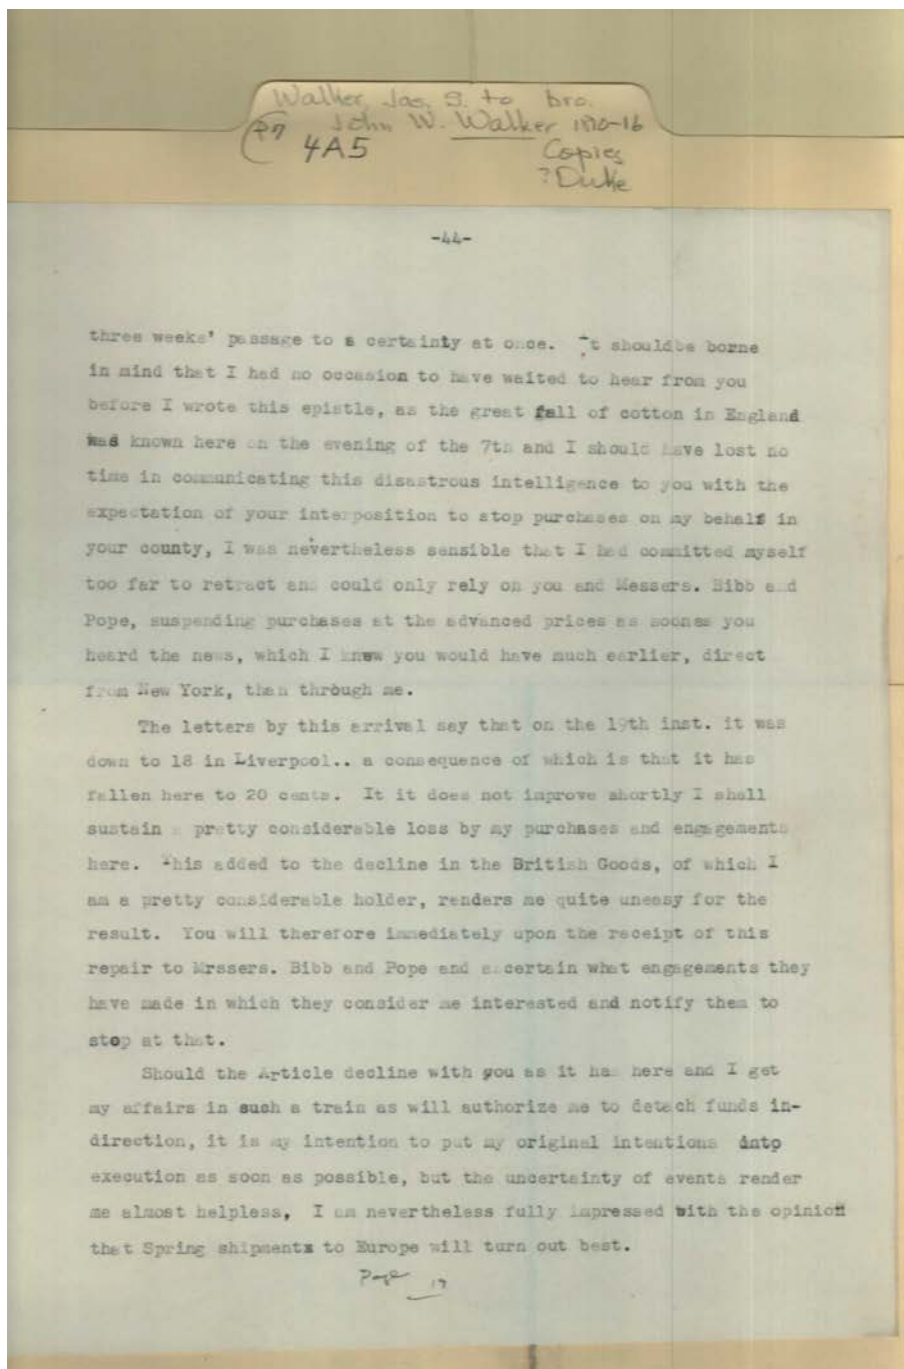 Walker, Jas. S. to bro.
John W. Walker 1810-16
P7
4A5
Copies
? Duke
-44-
three weeks' passage to a certainty at once. It shouldbe borne
in mind that I had no occasion to have waited to hear from you
before I wrote this epistle, as the great fall of cotton in England
was known here on the evening of the 7th and I should have lost no
time in communicating this disastrous intelligence to you with the
expectation of your interposition to stop purchases on my behalf in
your county, I was nevertheless sensible that I had committed myself
too far to retract and could only rely on you and Messers. Bibb and
Pope, suspending purchases at the advanced prices as soonas you
heard the news, which I knew you would have much earlier, direct
from New York, than through me.
The letters by this arrival say that on the 19th inst. it was
down to 18 in Liverpool.. a consequence of which is that it has
fallen here to 20 cents. It it does not improve shortly I shall
sustain a pretty considerable loss by my purchases and engagements
here. This added to the decline in the British Goods, of which I
am a pretty considerable holder, renders me quite uneasy for the
result. You will therefore immediately upon the receipt of this
repair to Mrssers. Bibb and Pope and ascertain what engagements they
have made in which they consider me interested and notify them to
stop at that.
Should the Article decline with you as it has here and I get
my affairs in such a train as will authorize me to detach funds in-
direction, it is my intention to put my original intentions into
execution as soon as possible, but the uncertainty of events render
me almost helpless, I am nevertheless fully impressed with the opinion
that Spring shipments to Europe will turn out best.
Page 17